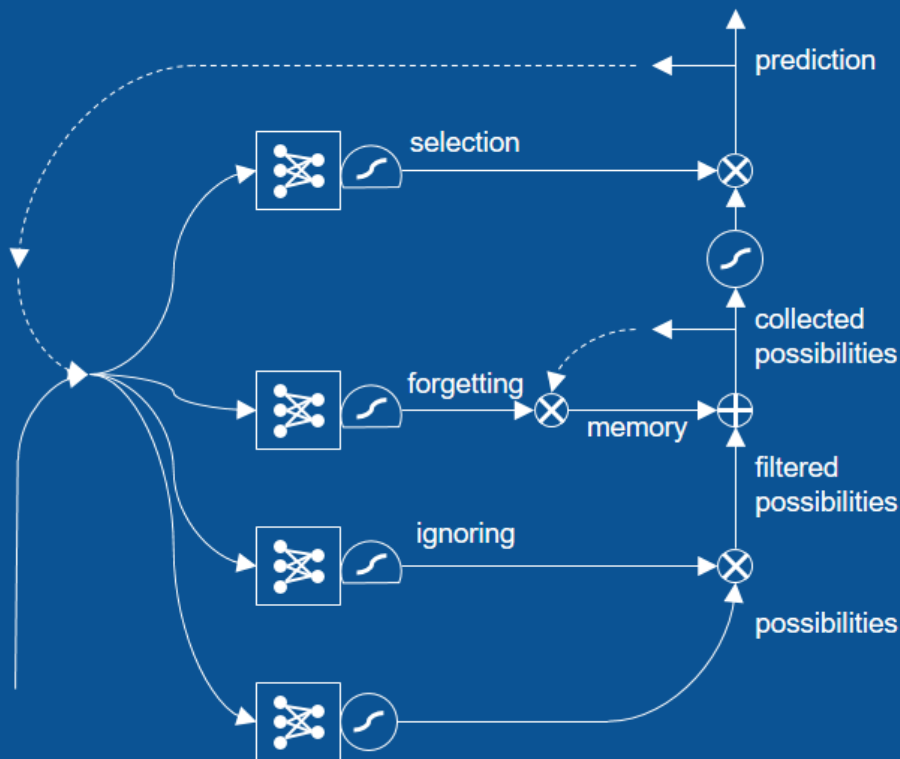 prediction
selection
collected
possibilities
forgetting
memory
filtered
possibilities
ignoring
possibilities